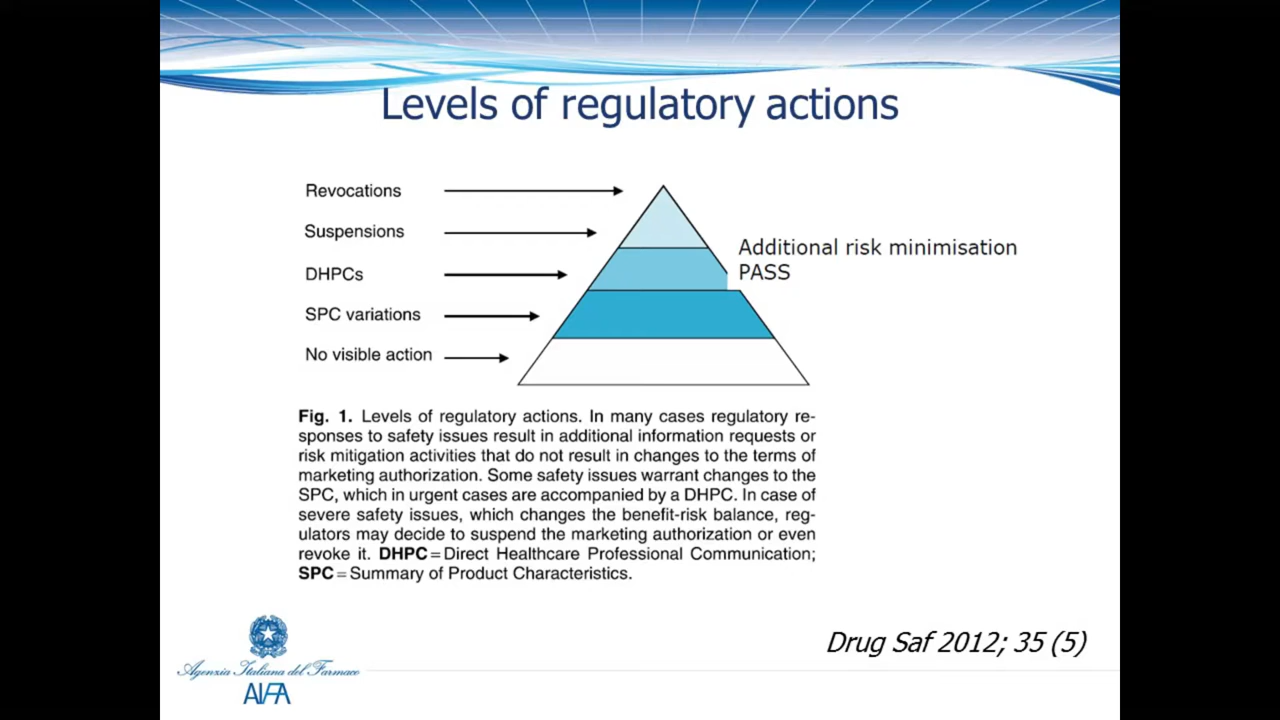 Levels of regulatory actions
Revocations
Suspensions
DHPCs
SPC variations
No visible action
Additional risk minimisation
PASS
Fig. 1. Levels of regulatory actions. In many cases regulatory re-
sponses to safety issues result in additional information requests or
risk mitigation activities that do not result in changes to the terms of
marketing authorization. Some safety issues warrant changes to the
SPC, which in urgent cases are accompanied by a DHPC. In case of
severe safety issues, which changes the benefit-risk balance, reg-
ulators may decide to suspend the marketing authorization or even
revoke it. DHPC = Direct Healthcare Professional Communication;
SPC = Summary of Product Characteristics.
Drug Saf 2012; 35 (5)
Agenzia Italiana del Farmaco
AIFA